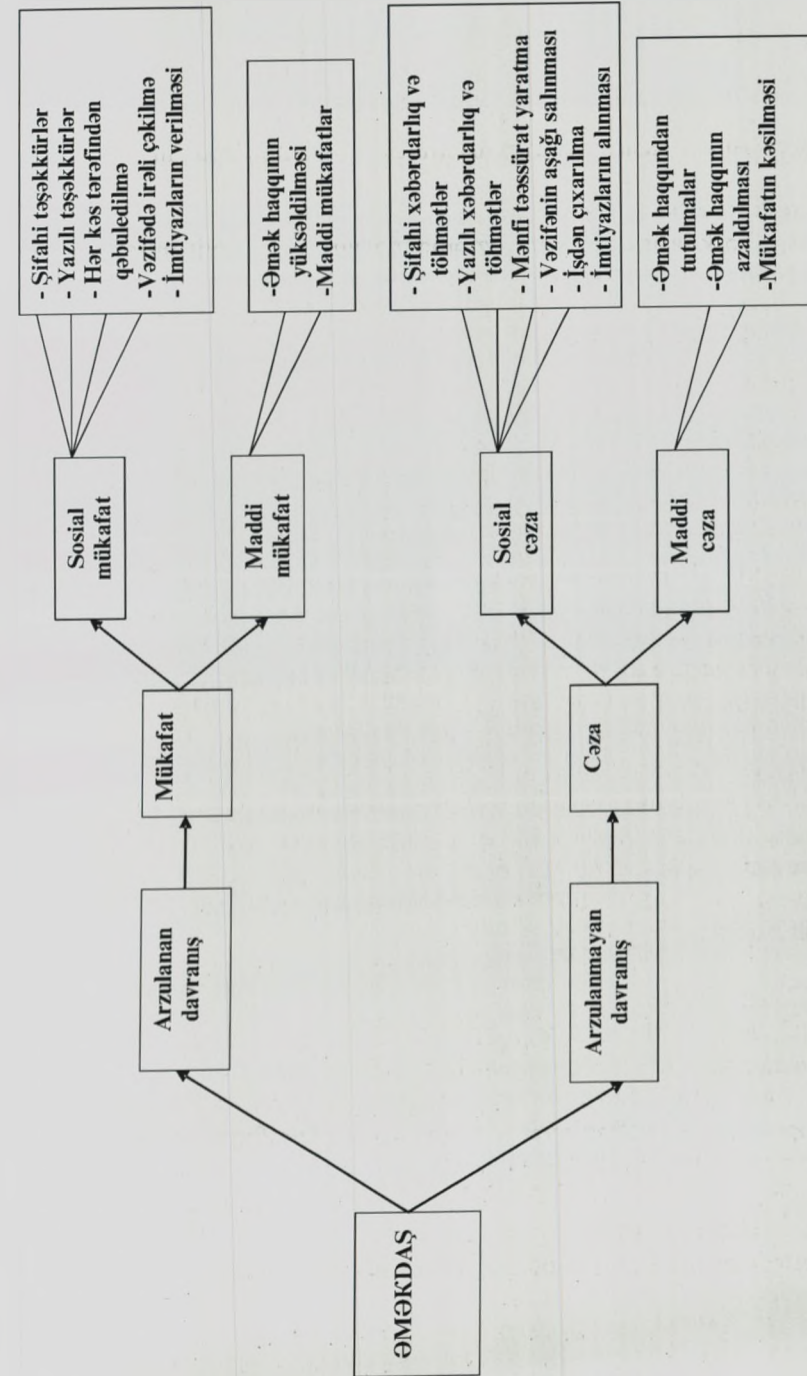 ƏMƏKDAŞ
Arzulanan
davranış
Mükafat
Sosial
mükafat
- Şifahi təşəkkürlər
- Yazılı təşəkkürlər
- Hər kəs tərəfindən
qəbuledilmə
-Vəzifədə irəli çəkilmə
- İmtiyazların verilməsi
Maddi
mükafat
-Əmək haqqının
yüksəldilməsi
-Maddi mükafatlar
Arzulanmayan
davranış
Cəza
Sosial
cəza
- Şifahi xəbərdarlıq və
töhmətlər
- Yazılı xəbərdarlıq və
töhmətlər
- Mənfi təəssürat yaratma
- Vəzifənin aşağı salınması
- İşdən çıxarılma
- İmtiyazların alınması
Maddi
cəza
-Əmək haqqından
tutulmalar
-Əmək haqqının
azaldılması
-Mükafatın kəsilməsi